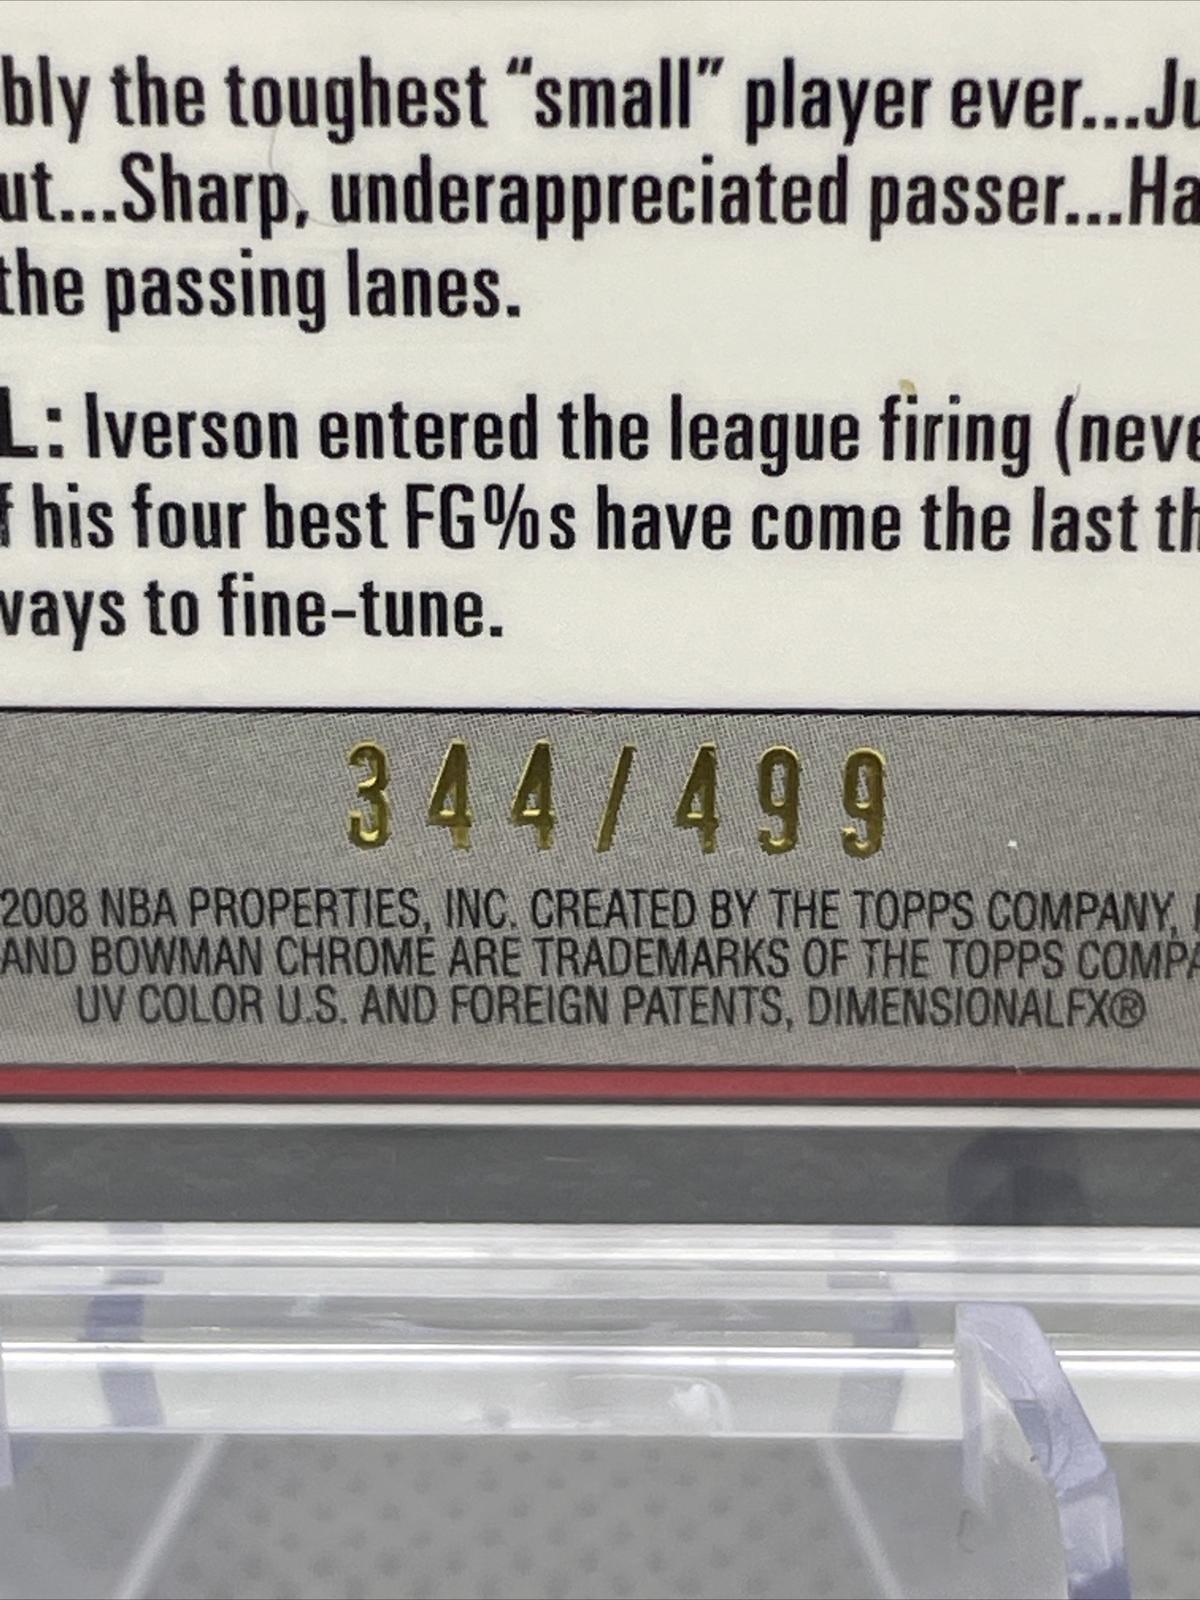 bly the toughest “small” player ever...Ju
ut...Sharp, underappreciated passer...Ha
the passing lanes.
L: Iverson entered the league firing (neve
f his four best FG%s have come the last th
ways to fine-tune.
344/499
2008 NBA PROPERTIES, INC. CREATED BY THE TOPPS COMPANY, I
AND BOWMAN CHROME ARE TRADEMARKS OF THE TOPPS COMPA
UV COLOR U.S. AND FOREIGN PATENTS, DIMENSIONALFX®